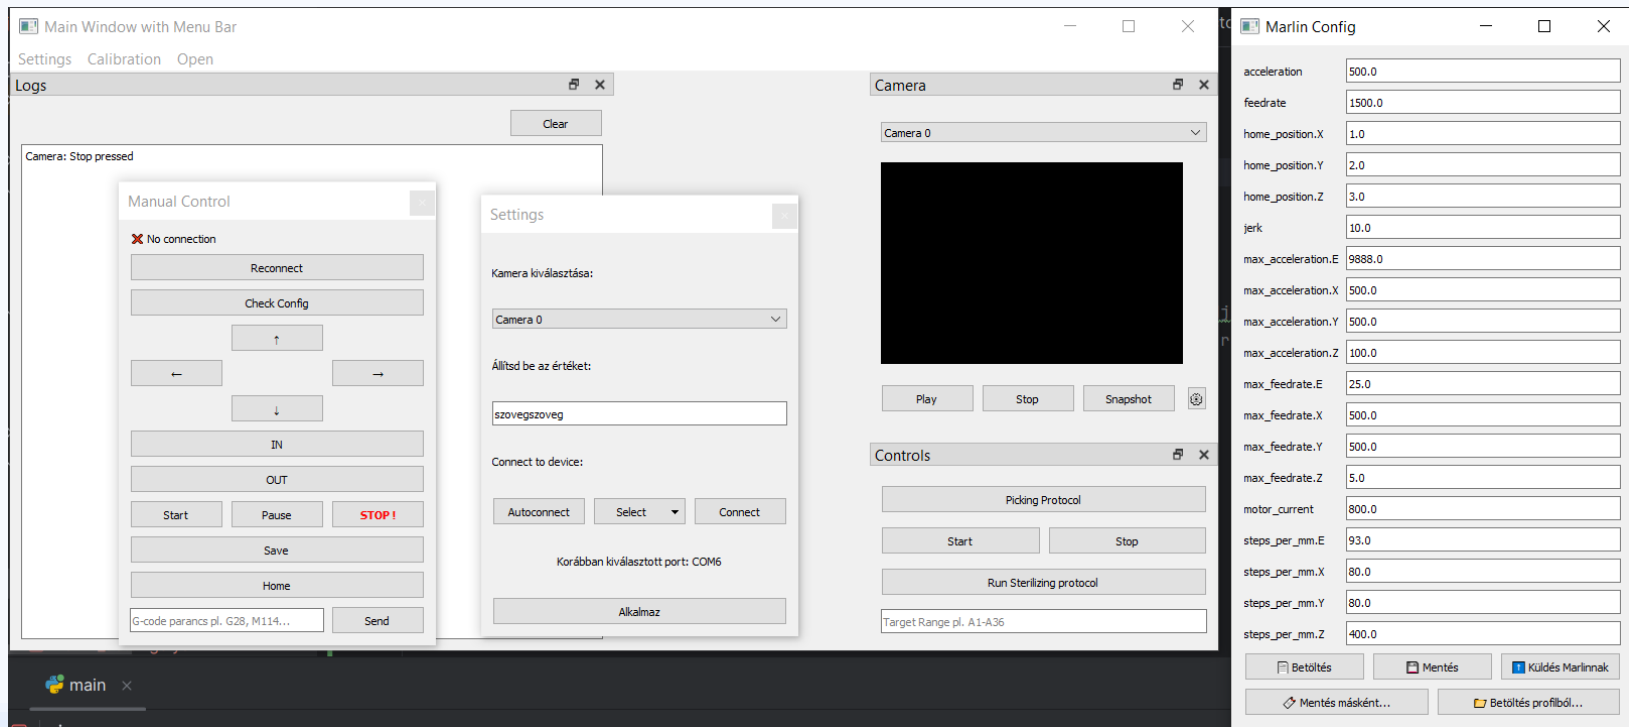 Main Window with Menu Bar
Settings Calibration Open
Logs
Clear
Camera: Stop pressed
Manual Control
No connection
Reconnect
Check Config
↑
← →
↓
IN
OUT
Start Pause STOP!
Save
Home
G-code parancs pl. G28, M114... Send
Settings
Kamera kiválasztása:
Camera 0
Állítsd be az értéket:
szovegszoveg
Connect to device:
Autoconnect Select Connect
Korábban kiválasztott port: COM6
Alkalmaz
Camera
Camera 0
Play Stop Snapshot
Controls
Picking Protocol
Start Stop
Run Sterilizing protocol
Target Range pl. A1-A36
Marlin Config
acceleration 500.0
feedrate 1500.0
home_position.X 1.0
home_position.Y 2.0
home_position.Z 3.0
jerk 10.0
max_acceleration.E 9888.0
max_acceleration.X 500.0
max_acceleration.Y 500.0
max_acceleration.Z 100.0
max_feedrate.E 25.0
max_feedrate.X 500.0
max_feedrate.Y 500.0
max_feedrate.Z 5.0
motor_current 800.0
steps_per_mm.E 93.0
steps_per_mm.X 80.0
steps_per_mm.Y 80.0
steps_per_mm.Z 400.0
Betöltés Mentés Küldés Marlinnak
Mentés másként... Betöltés profilból...
main